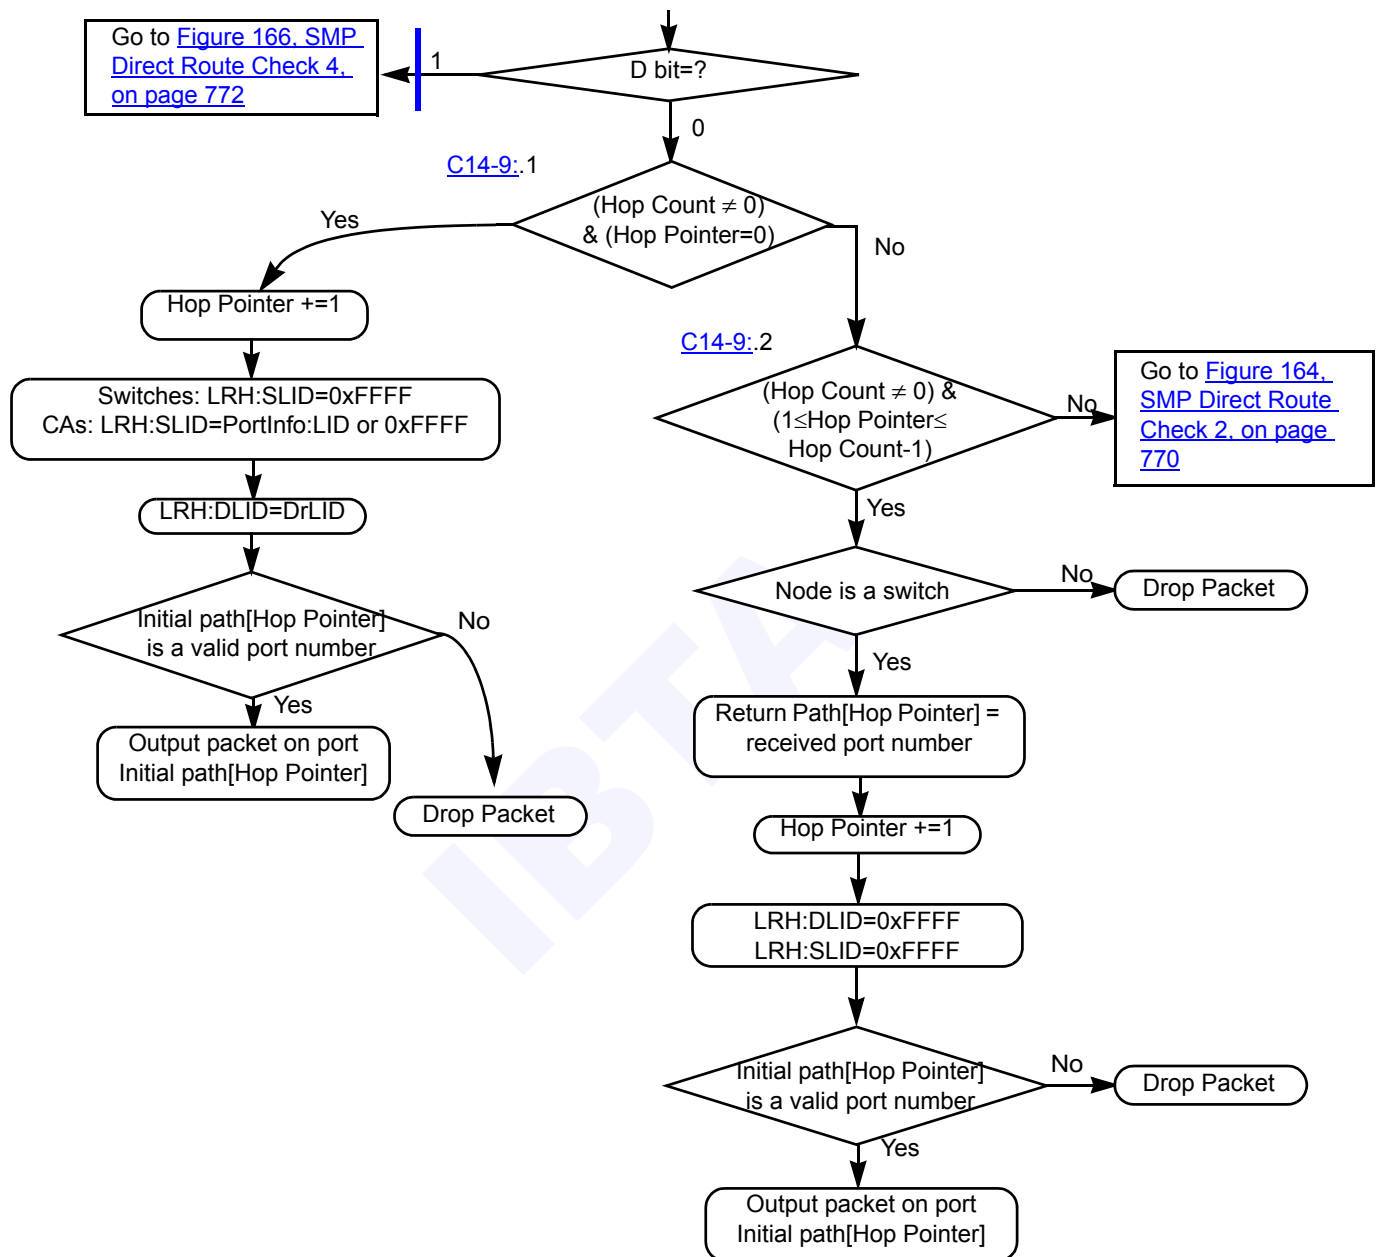 Go to Figure 166, SMP
Direct Route Check 4,
on page 772
1
D bit=?
0
C14-9:.1
(Hop Count ≠ 0)
& (Hop Pointer=0)
Yes
No
Hop Pointer +=1
Switches: LRH:SLID=0xFFFF
CAs: LRH:SLID=PortInfo:LID or 0xFFFF
LRH:DLID=DrLID
Initial path[Hop Pointer]
is a valid port number
No
Yes
Output packet on port
Initial path[Hop Pointer]
Drop Packet
C14-9:.2
(Hop Count ≠ 0) &
(1≤Hop Pointer≤
Hop Count-1)
No
Go to Figure 164,
SMP Direct Route
Check 2, on page
770
Yes
Node is a switch
No
Drop Packet
Yes
Return Path[Hop Pointer] =
received port number
Hop Pointer +=1
LRH:DLID=0xFFFF
LRH:SLID=0xFFFF
Initial path[Hop Pointer]
is a valid port number
No
Drop Packet
Yes
Output packet on port
Initial path[Hop Pointer]
IBTA